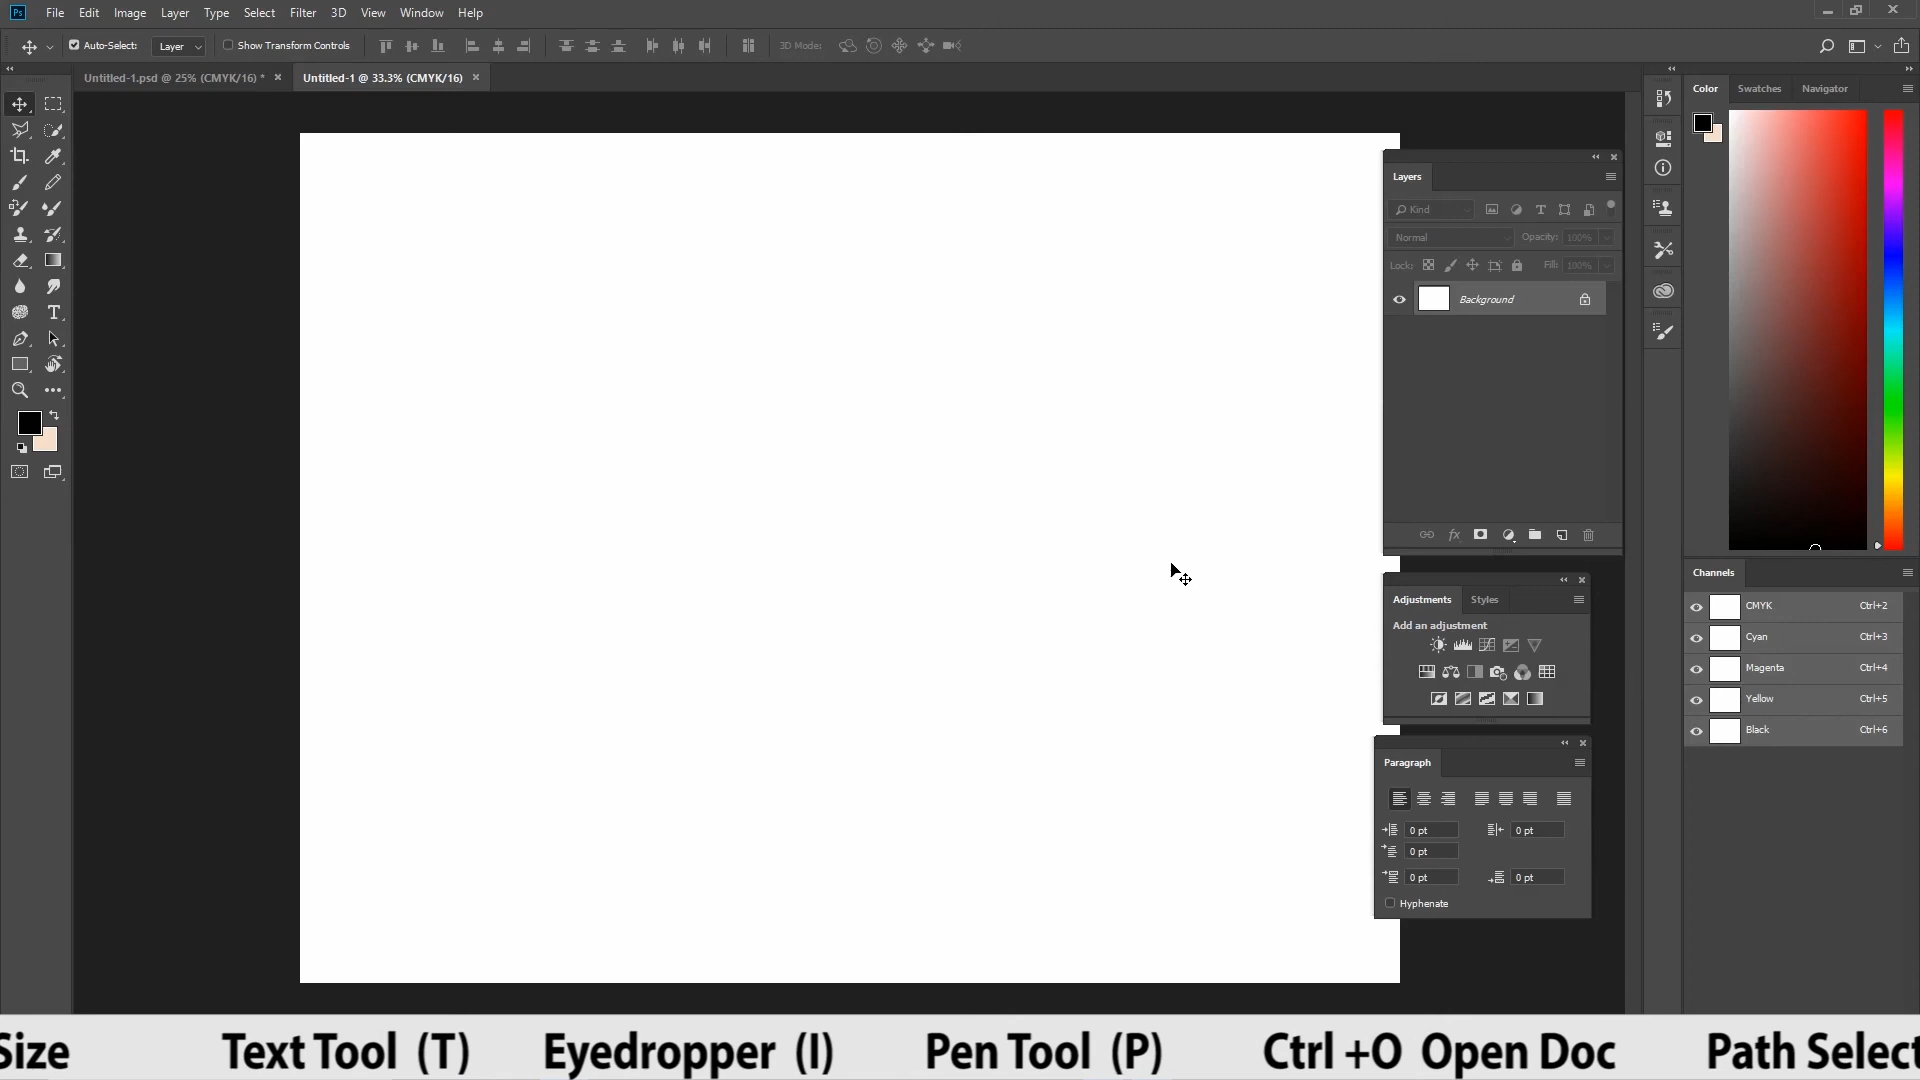 Ps File Edit Image Layer Type Select Filter 3D View Window Help
Auto-Select: Layer Show Transform Controls 3D Mode:
Untitled-1.psd @ 25% (CMYK/16) * × Untitled-1 @ 33.3% (CMYK/16) ×
Layers
Kind
Normal Opacity: 100%
Lock: Fill: 100%
Background
fx
Adjustments Styles
Add an adjustment
Paragraph
0 pt 0 pt
0 pt
0 pt 0 pt
Hyphenate
Color Swatches Navigator
Channels
CMYK Ctrl+2
Cyan Ctrl+3
Magenta Ctrl+4
Yellow Ctrl+5
Black Ctrl+6
Size Text Tool (T) Eyedropper (I) Pen Tool (P) Ctrl +O Open Doc Path Select